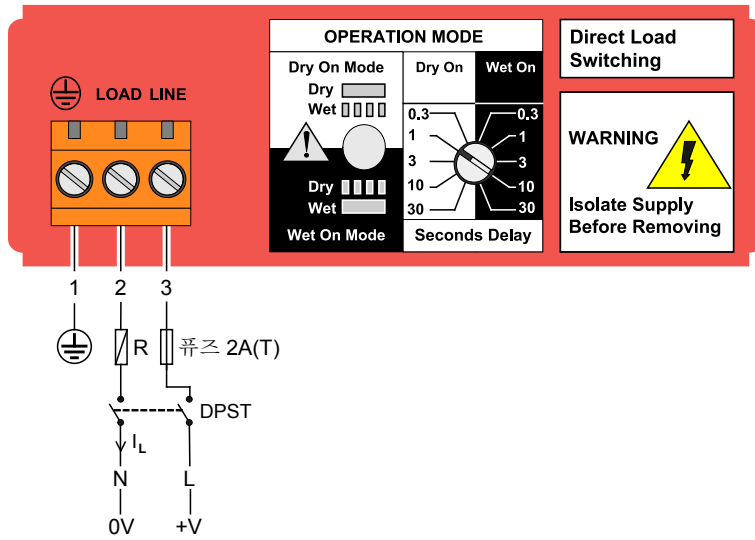 OPERATION MODE
Dry On Mode
Dry
Wet
Dry
Wet
Wet On Mode
Dry On
Wet On
0.3
0.3
1
1
3
3
10
10
30
30
Seconds Delay
Direct Load
Switching
WARNING
Isolate Supply
Before Removing
LOAD LINE
1
2
3
R
퓨즈 2A(T)
DPST
IL
N
L
0V
+V